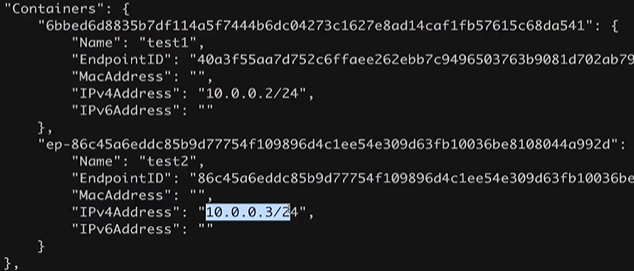 "Containers": {
"6bbed6d8835b7df114a5f7444b6dc04273c1627e8ad14caf1fb57615c68da541": {
"Name": "test1",
"EndpointID": "40a3f55aa7d752c6ffaee262ebb7c9496503763b9081d702ab79
"MacAddress": "",
"IPv4Address": "10.0.0.2/24",
"IPv6Address": ""
},
"ep-86c45a6eddc85b9d77754f109896d4c1ee54e309d63fb10036be8108044a992d":
"Name": "test2",
"EndpointID": "86c45a6eddc85b9d77754f109896d4c1ee54e309d63fb10036be
"MacAddress": "",
"IPv4Address": "10.0.0.3/24",
"IPv6Address": ""
}
},